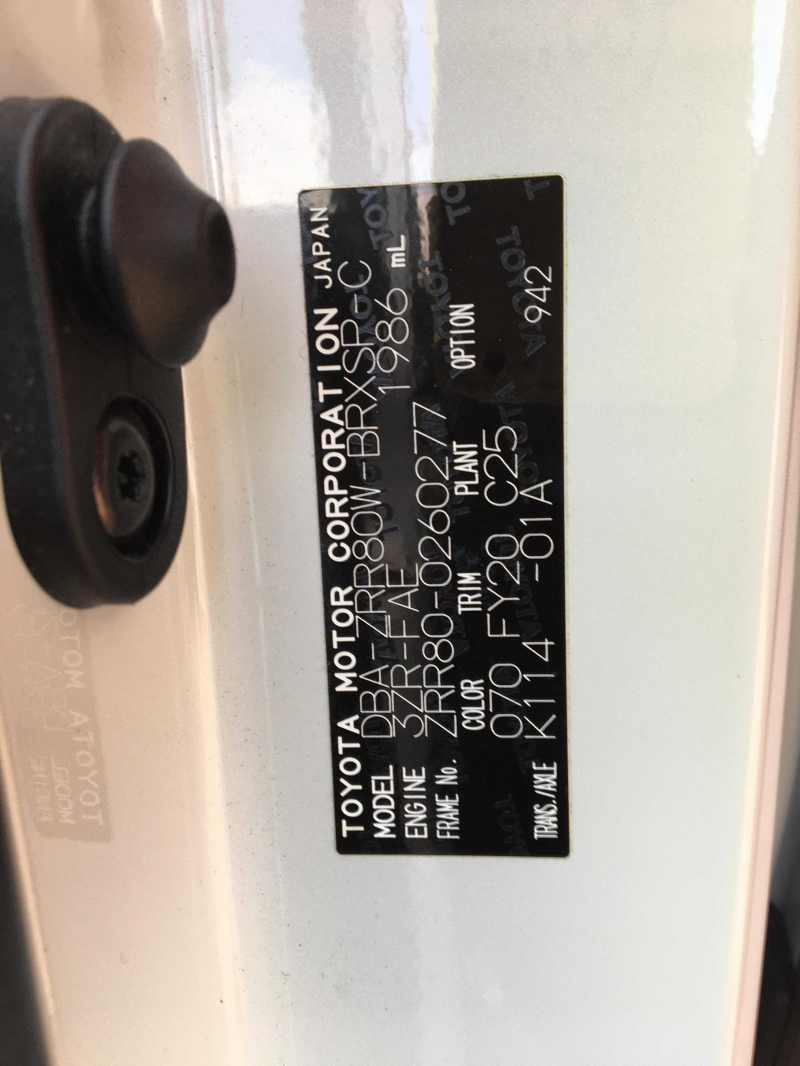 TOYOTA MOTOR CORPORATION JAPAN
MODEL DBA-ZRR80W-BRXSP-C
ENGINE 3ZR-FAE 1986 mL
FRAME No. ZRR80-0260277
COLOR TRIM PLANT OPTION
070 FY20 C25
TRANS./AXLE K114 -01A 942